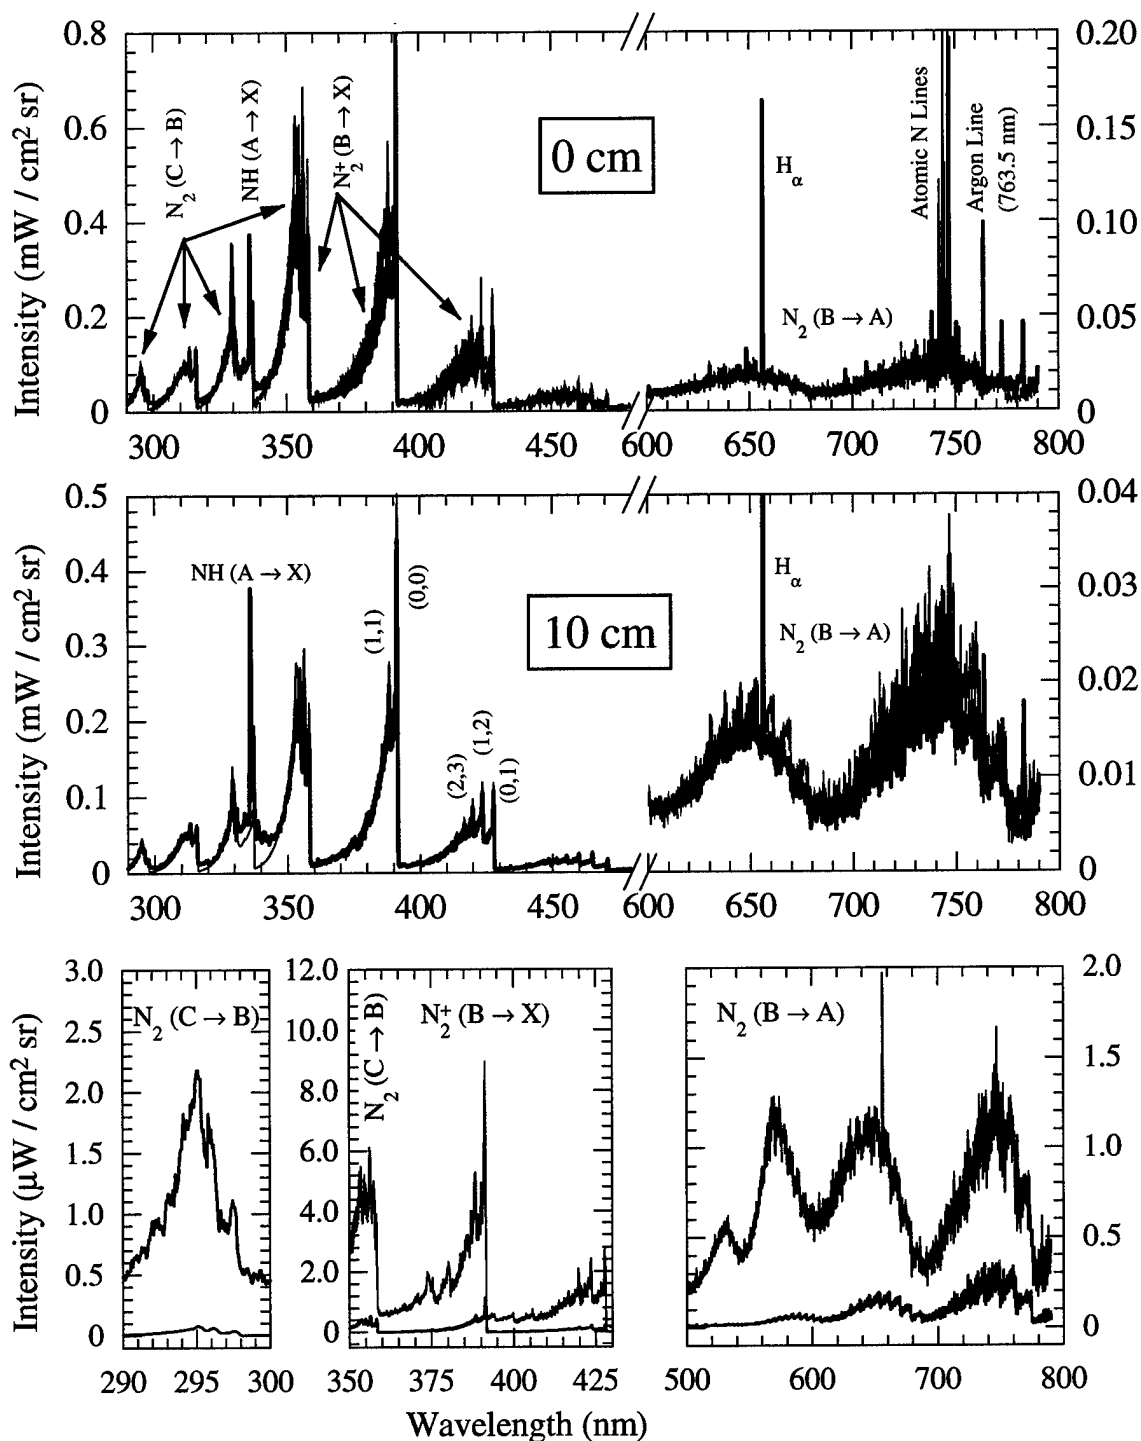 0.8
0.6
0.4
0.2
0
Intensity (mW / cm² sr)
N₂ (C → B)
NH (A → X)
N₂⁺ (B → X)
0 cm
Hα
N₂ (B → A)
Atomic N Lines
Argon Line
(763.5 nm)
0.20
0.15
0.10
0.05
0
300 350 400 450 600 650 700 750 800
0.5
0.4
0.3
0.2
0.1
0
Intensity (mW / cm² sr)
NH (A → X)
(1,1)
(0,0)
(2,3)
(1,2)
(0,1)
10 cm
Hα
N₂ (B → A)
0.04
0.03
0.02
0.01
0
300 350 400 450 600 650 700 750 800
Intensity (μW / cm² sr)
3.0
2.5
2.0
1.5
1.0
0.5
0
N₂ (C → B)
290 295 300
12.0
10.0
8.0
6.0
4.0
2.0
0
N₂ (C → B)
N₂⁺ (B → X)
350 375 400 425
N₂ (B → A)
2.0
1.5
1.0
0.5
0
500 600 700 800
Wavelength (nm)